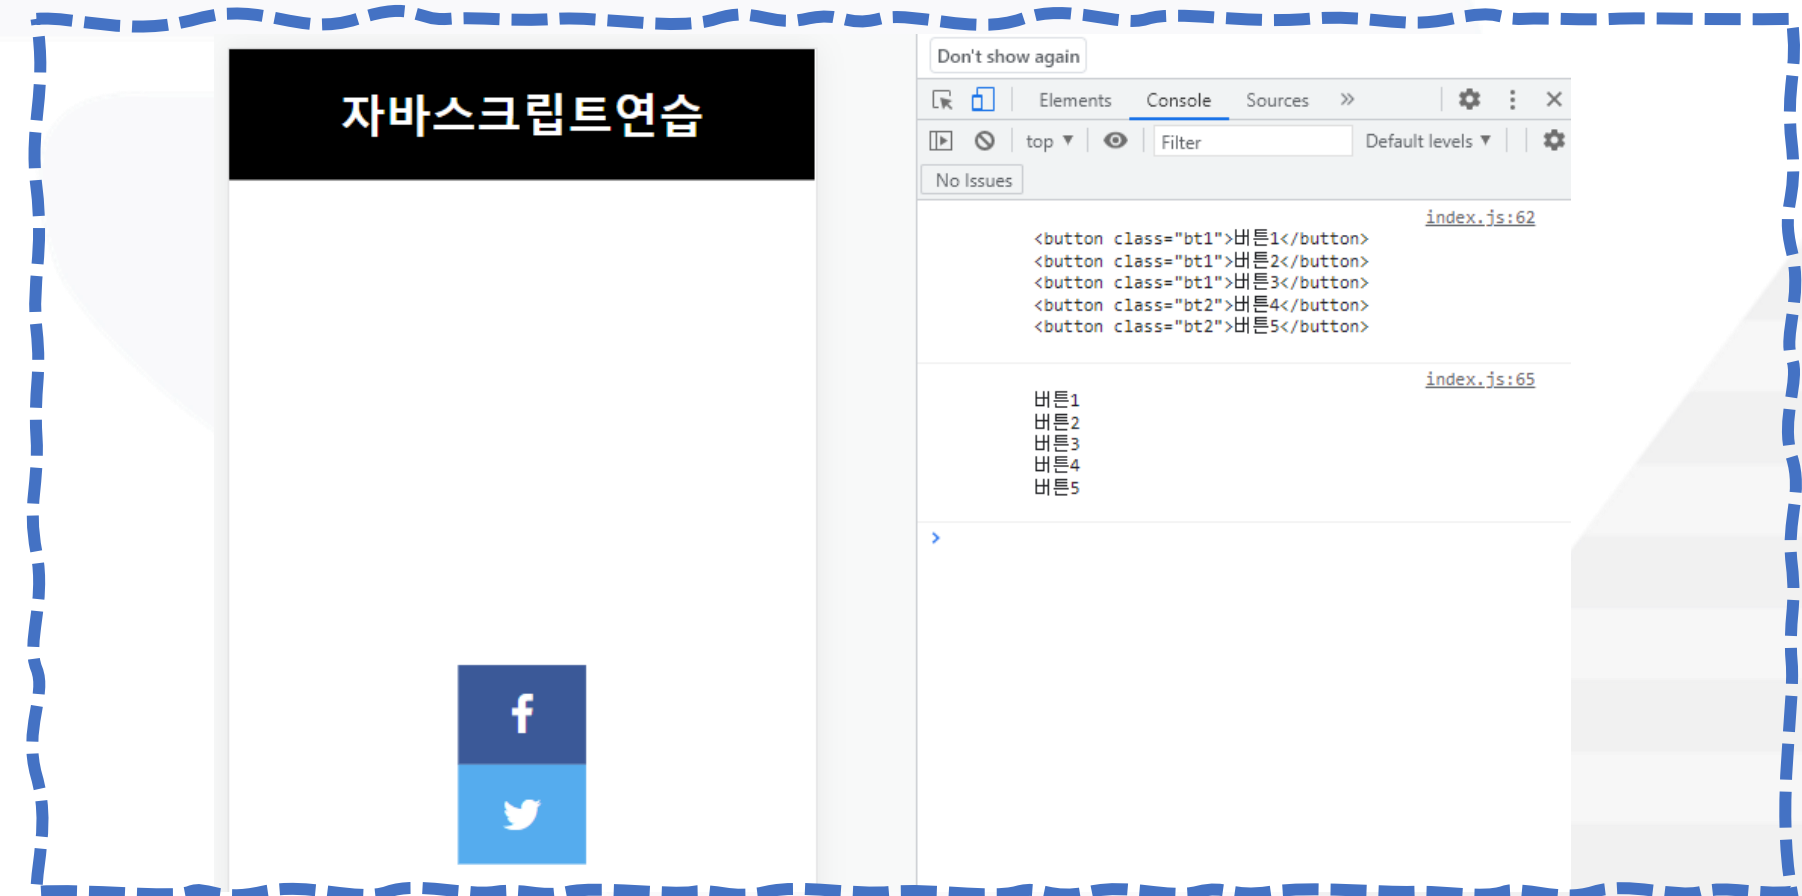 자바스크립트연습
Don't show again
Elements Console Sources »
top ▼ Filter Default levels ▼
No Issues
index.js:62
<button class="bt1">버튼1</button>
<button class="bt1">버튼2</button>
<button class="bt1">버튼3</button>
<button class="bt2">버튼4</button>
<button class="bt2">버튼5</button>
index.js:65
버튼1
버튼2
버튼3
버튼4
버튼5